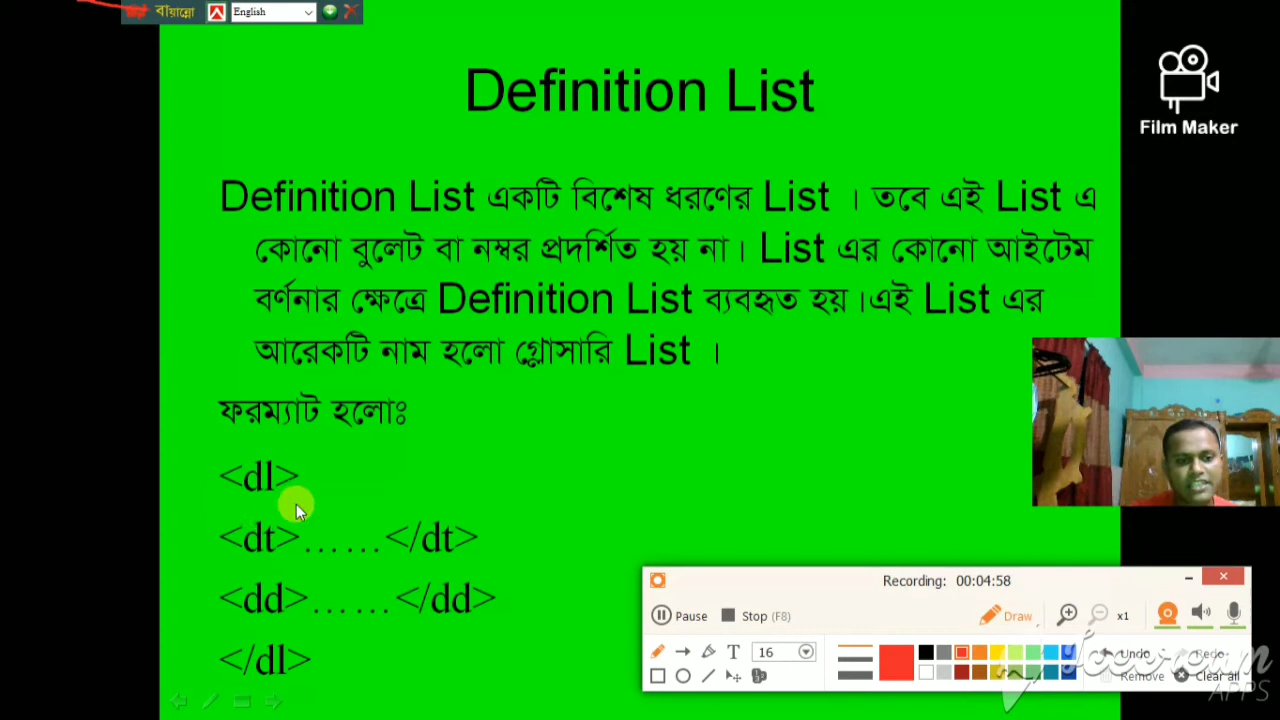 বায়ান্নো English
Definition List
Film Maker
Definition List একটি বিশেষ ধরণের List । তবে এই List এ
কোনো বুলেট বা নম্বর প্রদর্শিত হয় না। List এর কোনো আইটেম
বর্ণনার ক্ষেত্রে Definition List ব্যবহৃত হয়।এই List এর
আরেকটি নাম হলো গ্লোসারি List ।
ফরম্যাট হলোঃ
<dl>
<dt>……</dt>
<dd>……</dd>
</dl>
Recording: 00:04:58
Pause Stop (F8) Draw x1
T 16 Undo Redo
Remove Clear all
APPS